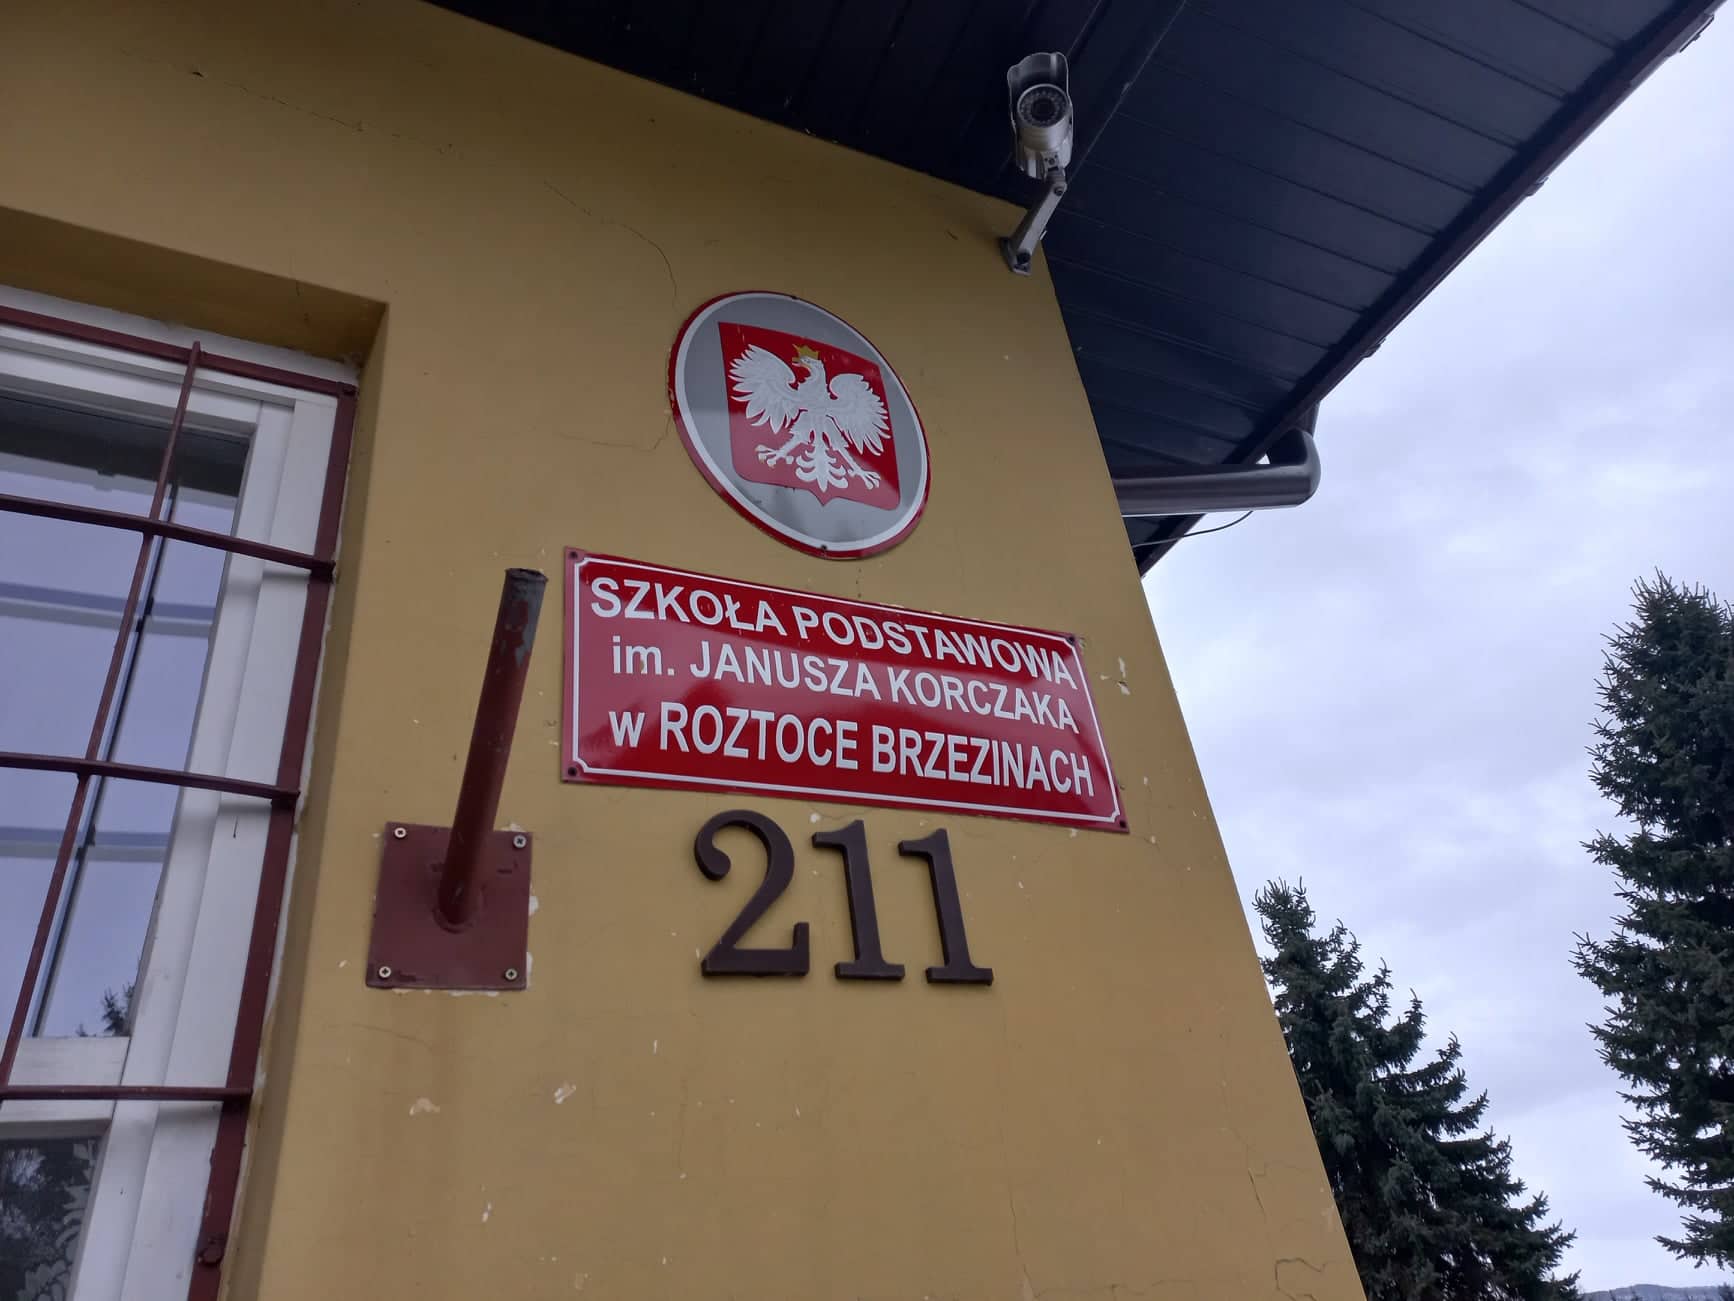 SZKOŁA PODSTAWOWA
im. JANUSZA KORCZAKA
w ROZTOCE BRZEZINACH
211